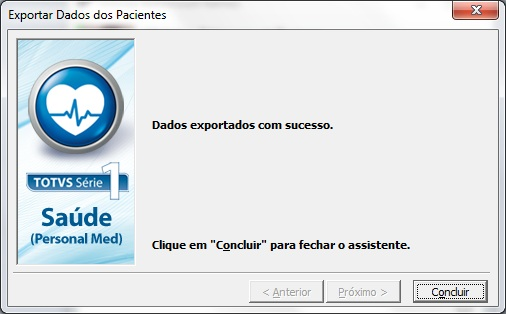 Exportar Dados dos Pacientes
Dados exportados com sucesso.
TOTVS Série 1
Saúde
(Personal Med)
Clique em "Concluir" para fechar o assistente.
< Anterior
Próximo >
Concluir